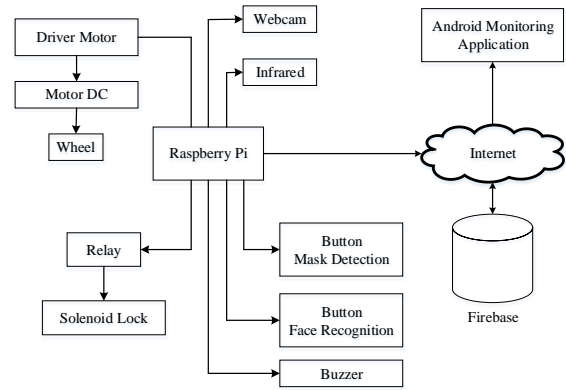 Driver Motor
Webcam
Android Monitoring
Application
Motor DC
Infrared
Wheel
Raspberry Pi
Internet
Relay
Button
Mask Detection
Solenoid Lock
Button
Face Recognition
Firebase
Buzzer